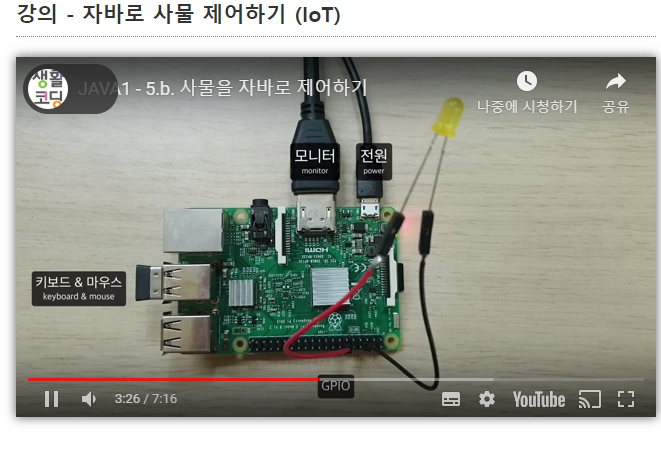 강의 - 자바로 사물 제어하기 (IoT)
생활
코딩
JAVA1 - 5.b. 사물을 자바로 제어하기
나중에 시청하기
공유
모니터
monitor
전원
power
HDMI
키보드 & 마우스
keyboard & mouse
GPIO
3:26 / 7:16
YouTube